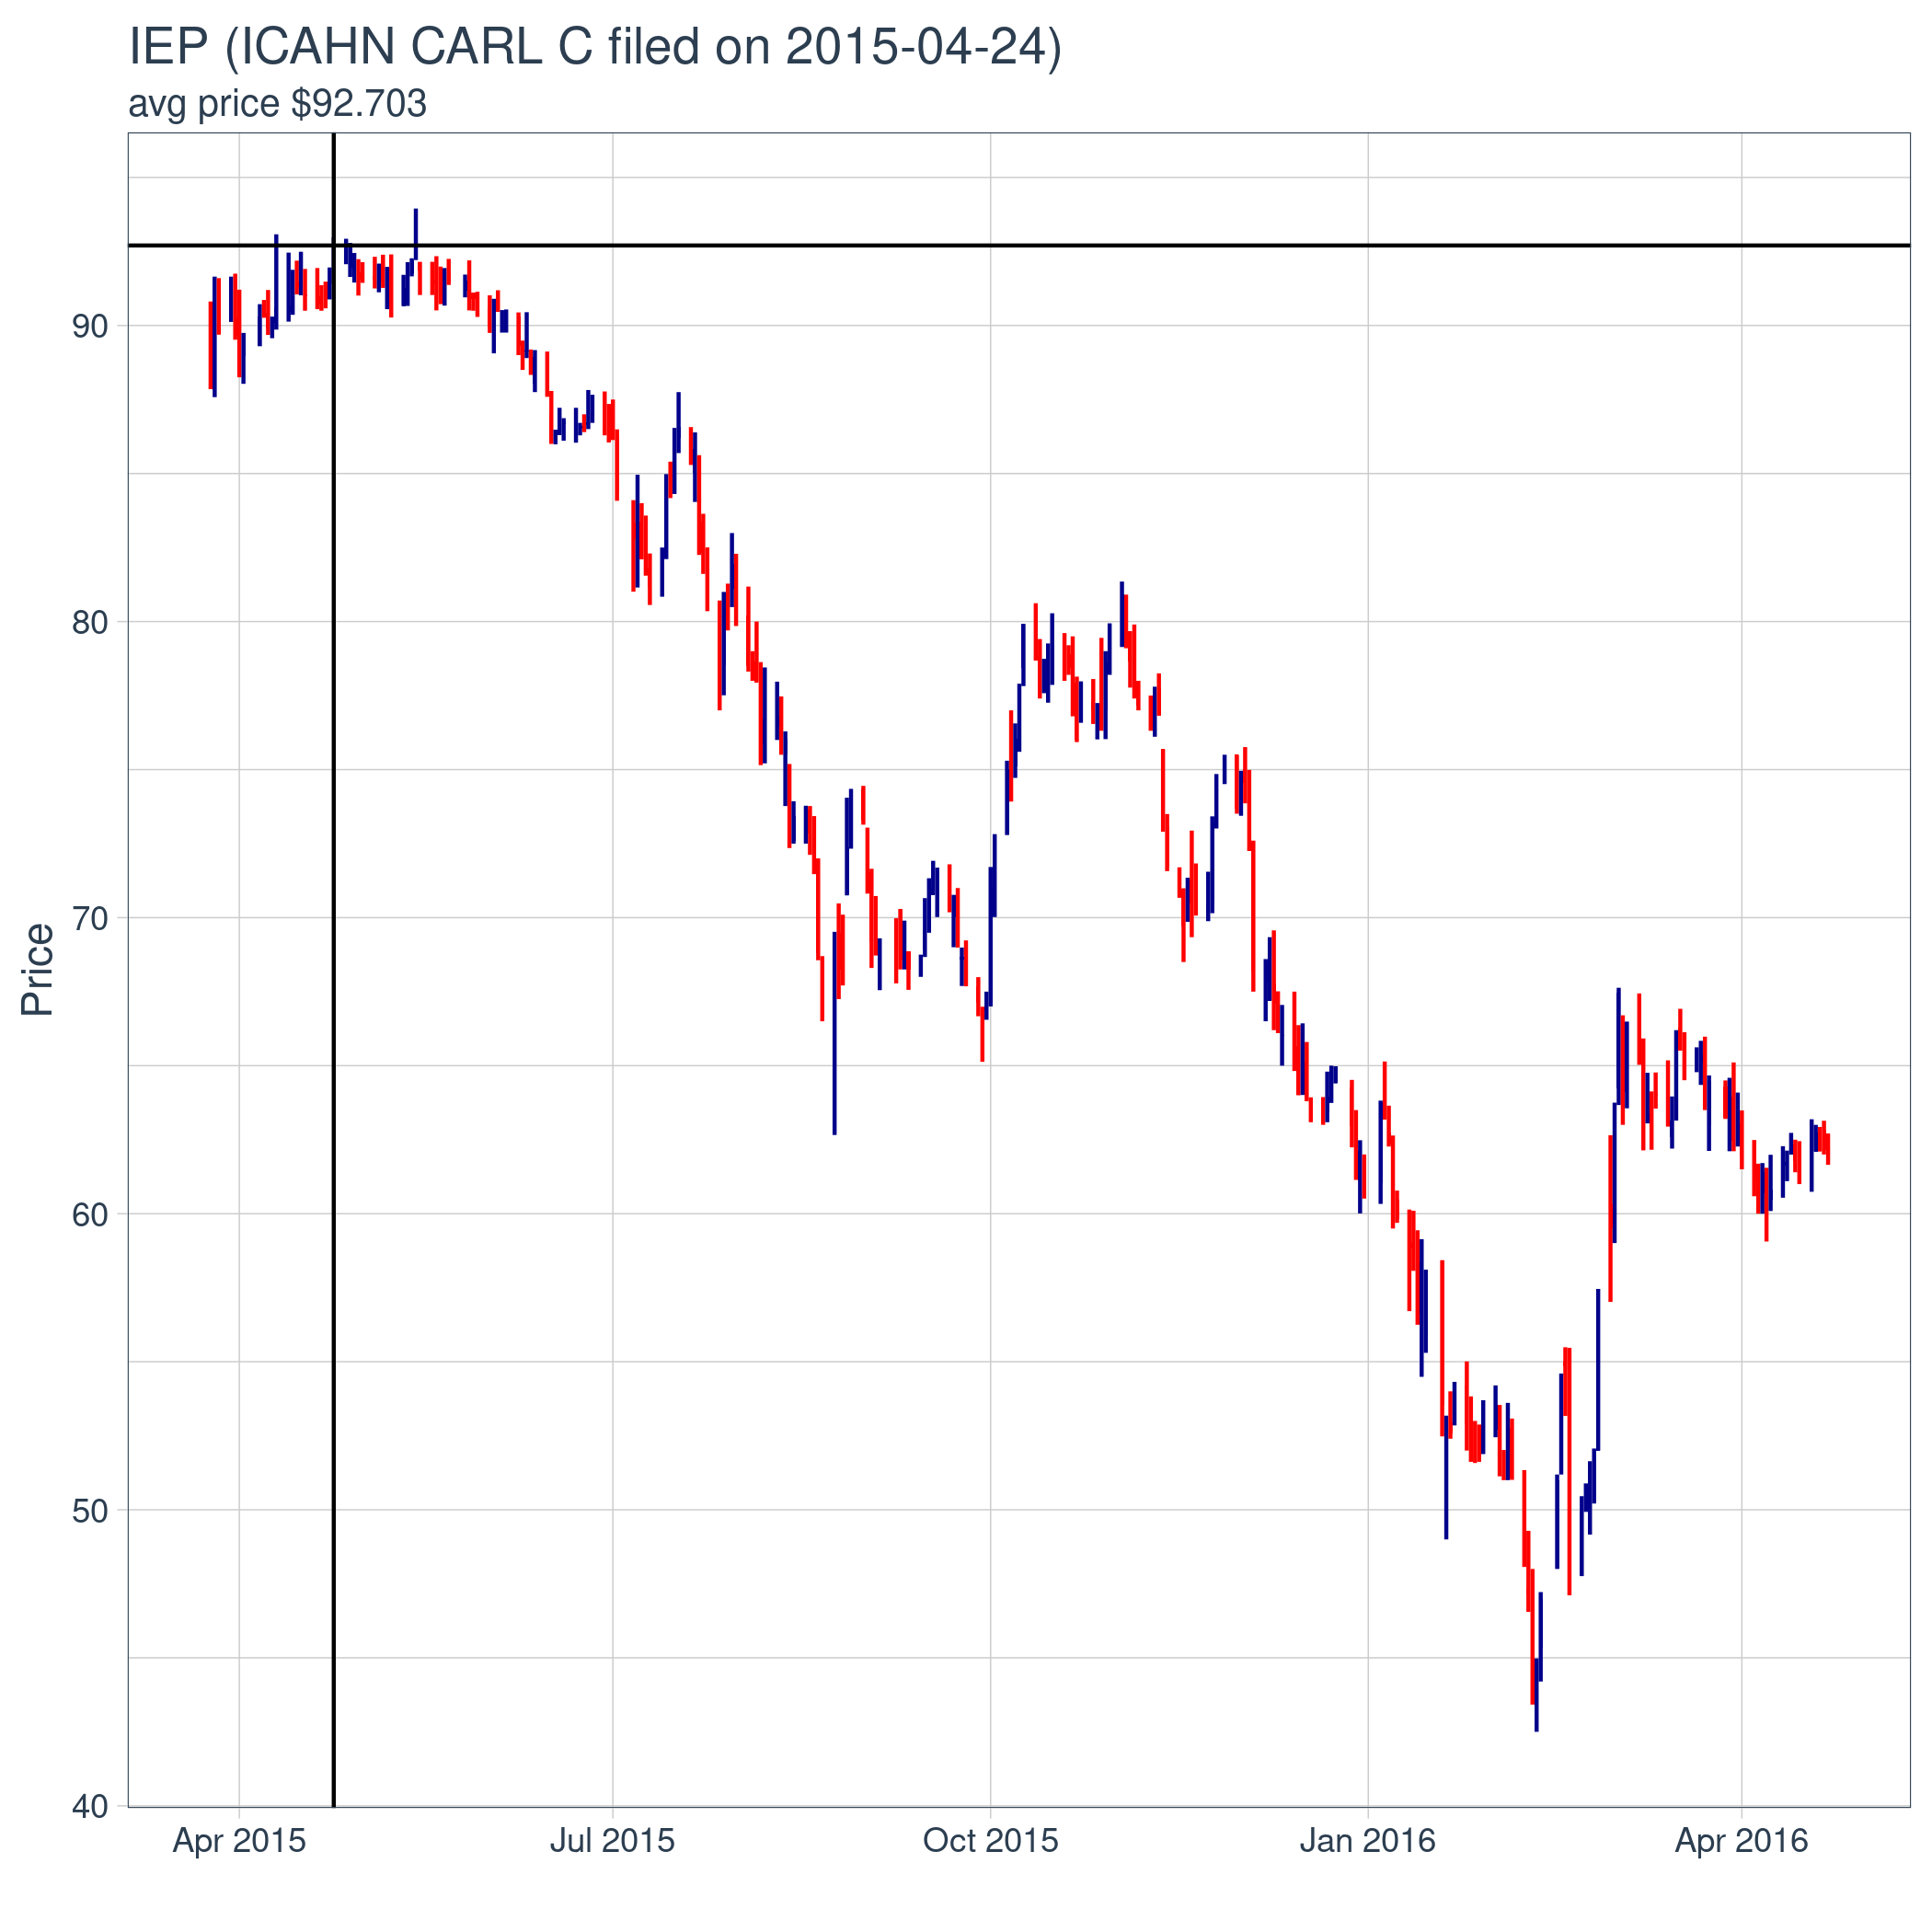 IEP (ICAHN CARL C filed on 2015-04-24)
avg price $92.703
90
80
70
60
50
40
Price
Apr 2015
Jul 2015
Oct 2015
Jan 2016
Apr 2016